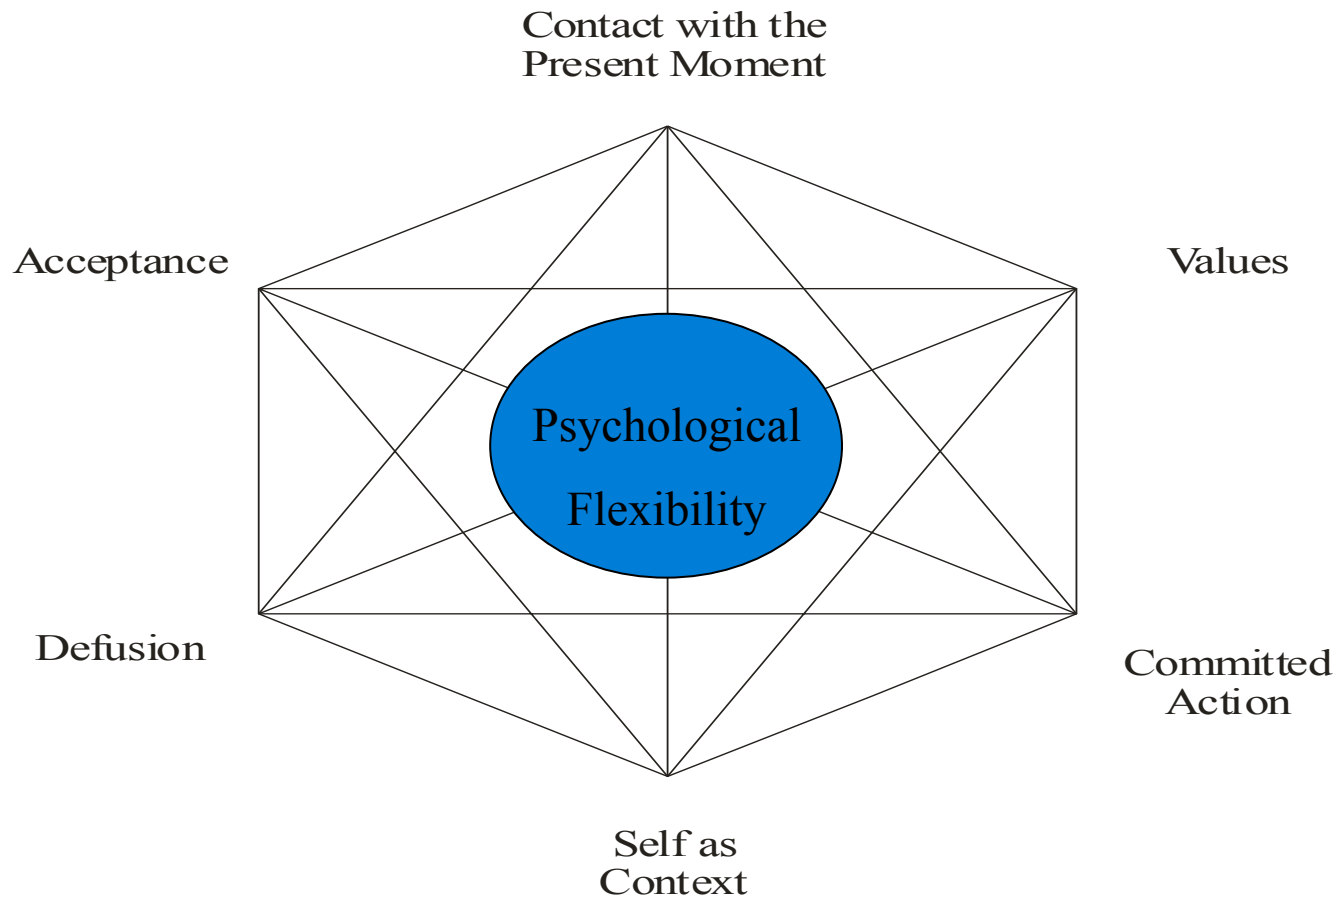 Contact with the
Present Moment
Acceptance
Values
Psychological
Flexibility
Defusion
Committed
Action
Self as
Context